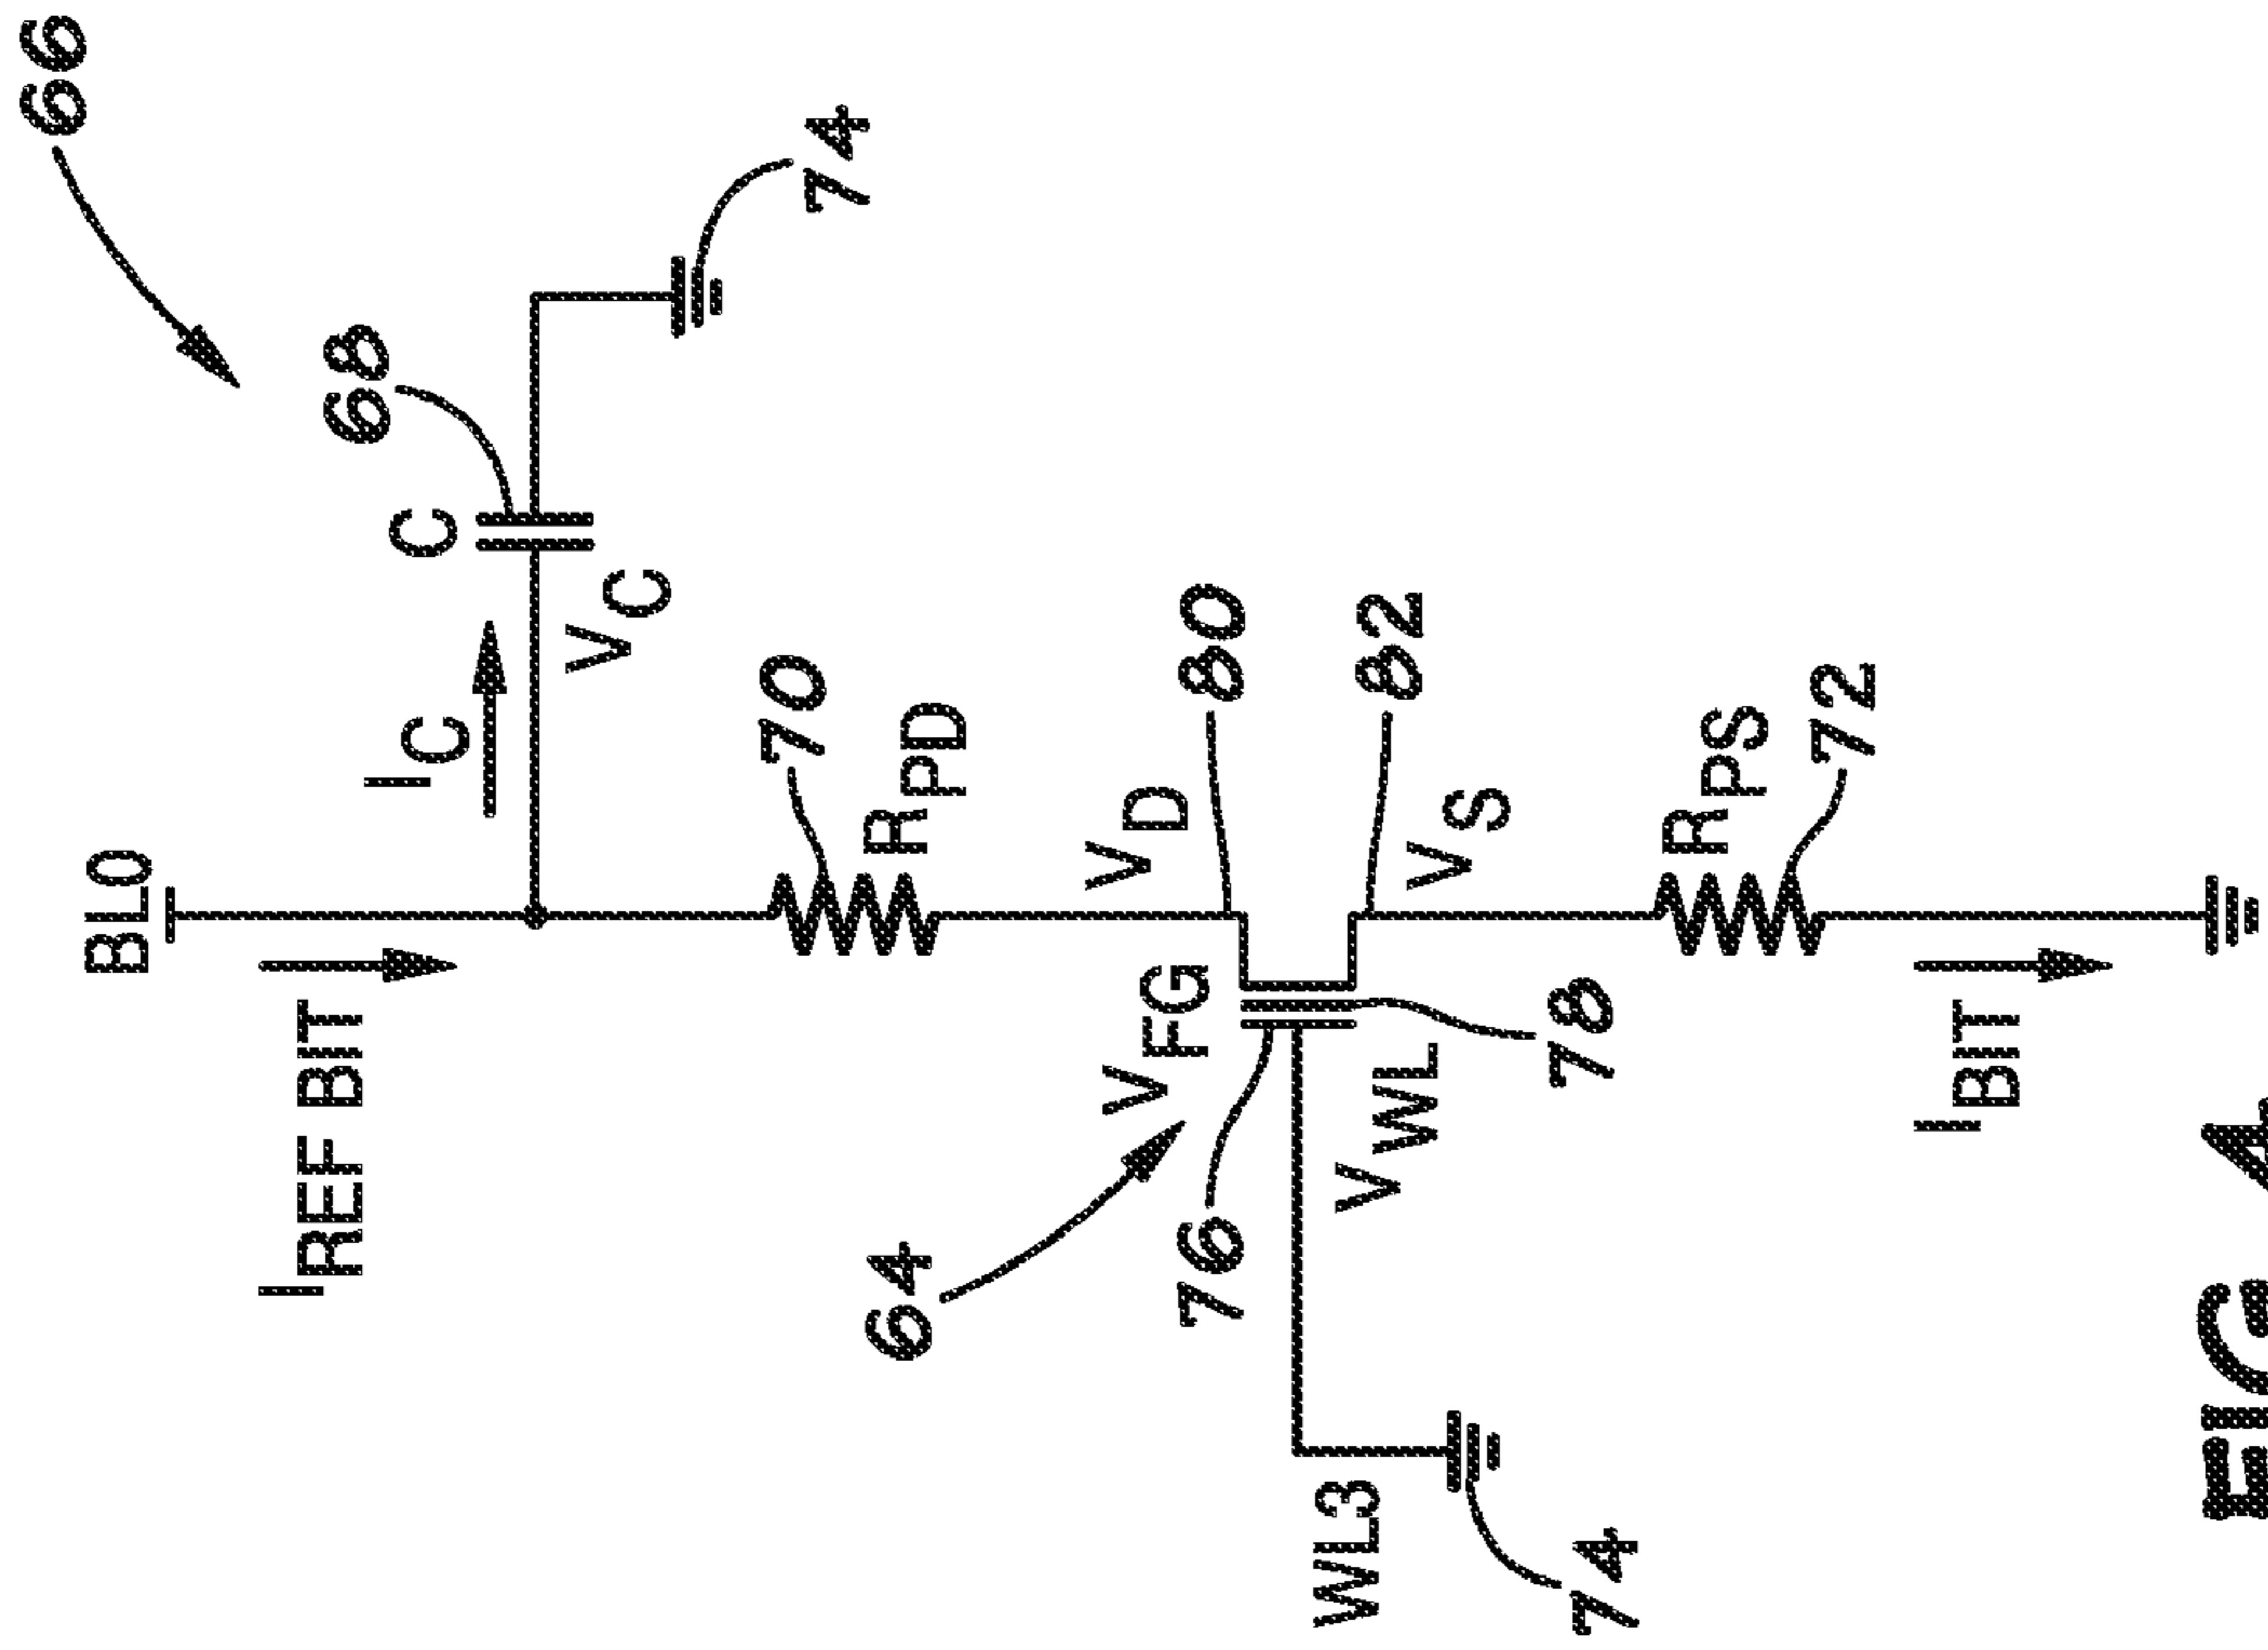 66
BL0
I REF BIT
I C
C
68
V C
74
70
R PD
64
V FG
V D
80
76
V WL
78
82
V S
WL3
74
R PS
72
I BIT
FIG. 4